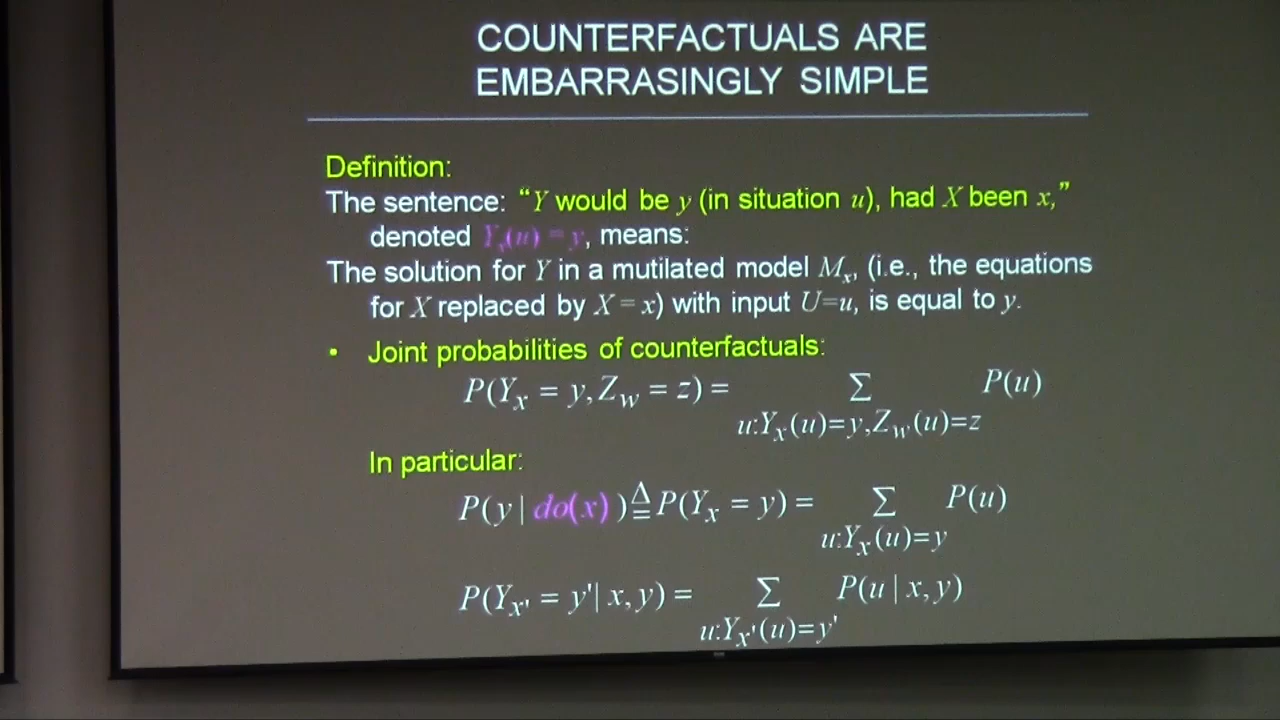 COUNTERFACTUALS ARE
EMBARRASINGLY SIMPLE
Definition:
The sentence: “Y would be y (in situation u), had X been x,”
denoted Yₓ(u) = y, means:
The solution for Y in a mutilated model Mₓ, (i.e., the equations
for X replaced by X = x) with input U=u, is equal to y.
• Joint probabilities of counterfactuals:
P(Yₓ = y, Z_w = z) = Σ P(u)
u:Yₓ(u)=y,Z_w(u)=z
In particular:
P(y | do(x)) ≜ P(Yₓ = y) = Σ P(u)
u:Yₓ(u)=y
P(Yₓ' = y' | x, y) = Σ P(u | x, y)
u:Yₓ'(u)=y'